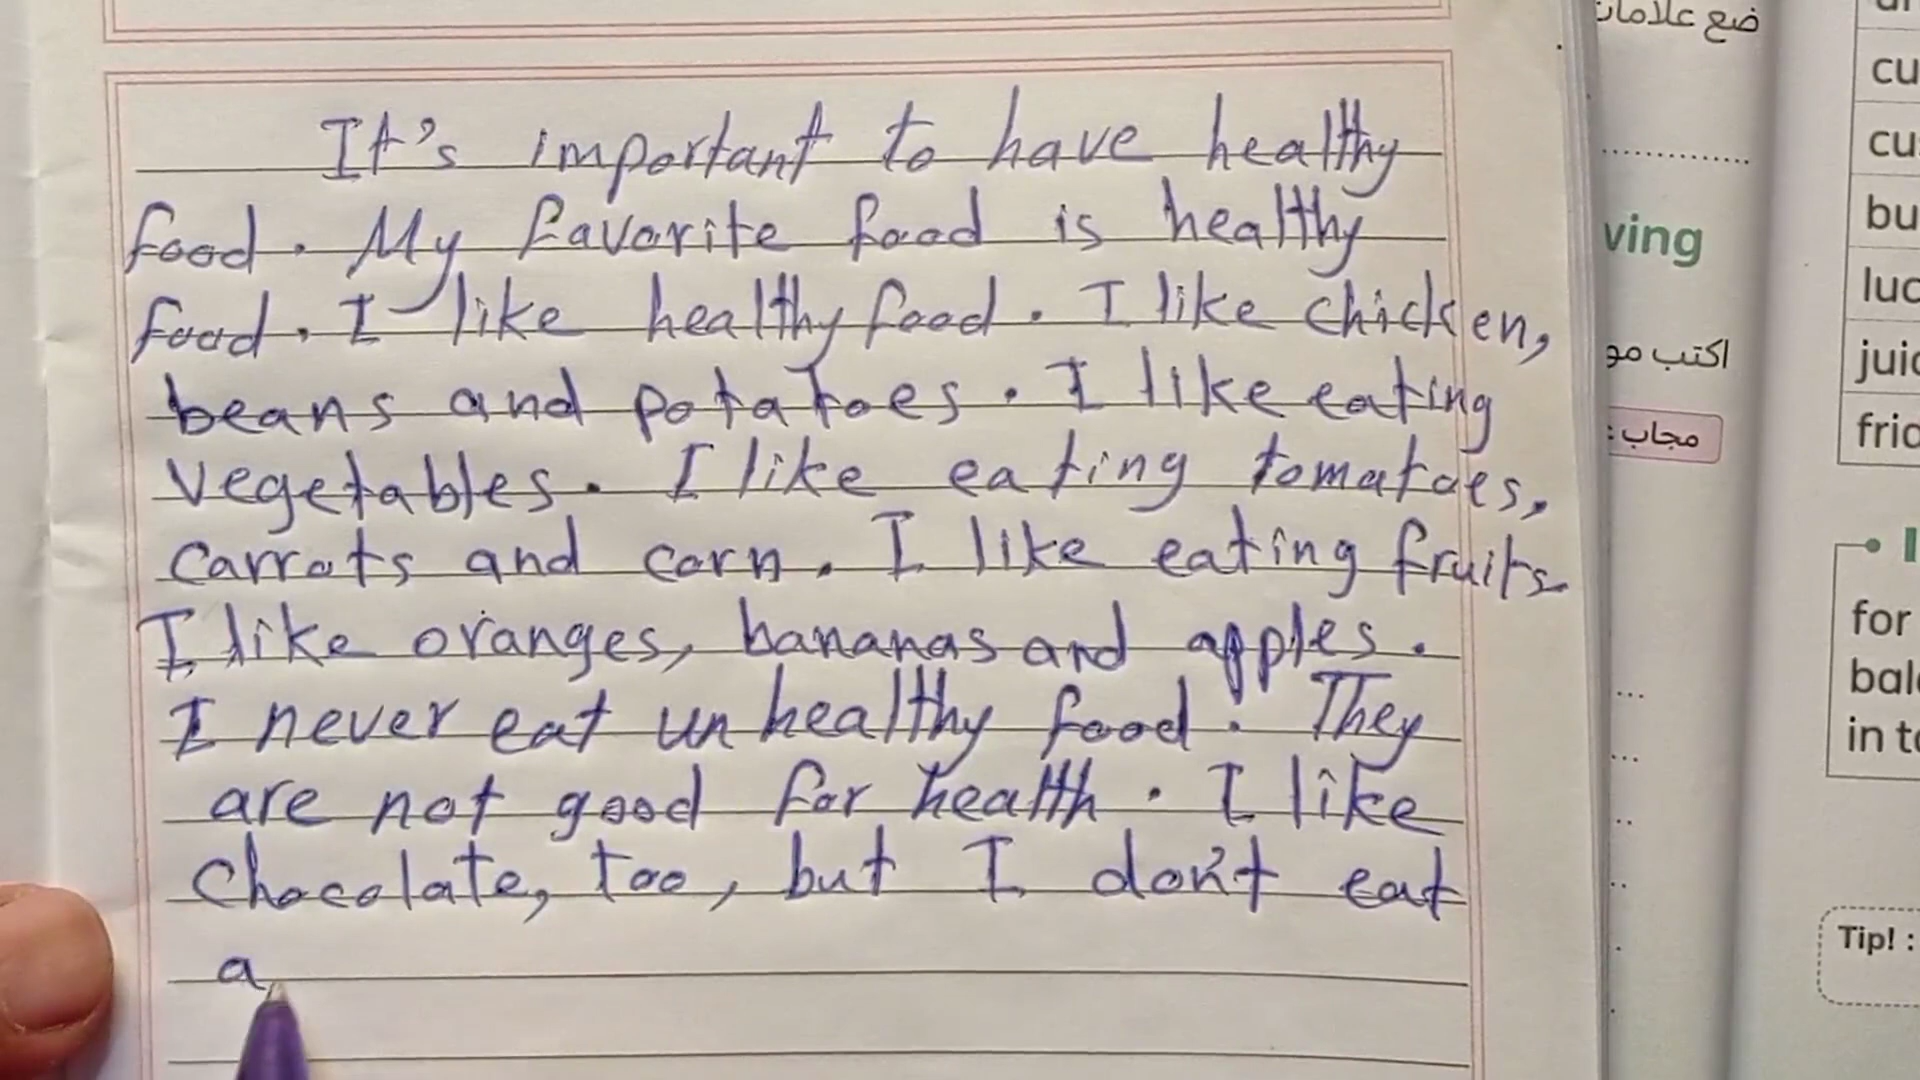 It's important to have healthy
food. My favorite food is healthy
food. I like healthy food. I like chicken,
beans and potatoes. I like eating
vegetables. I like eating tomatoes,
carrots and corn. I like eating fruits
I like oranges, bananas and apples.
I never eat unhealthy food. They
are not good for health. I like
chocolate, too, but I don't eat
a
ضع علامات
ving
اكتب مو
مجاب :
cu
cu
bu
luc
juic
for
bal
in to
Tip! :